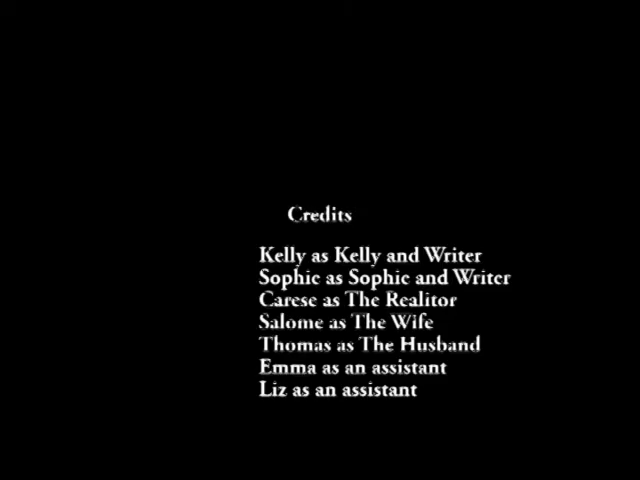 Credits
Kelly as Kelly and Writer
Sophie as Sophie and Writer
Carese as The Realitor
Salome as The Wife
Thomas as The Husband
Emma as an assistant
Liz as an assistant